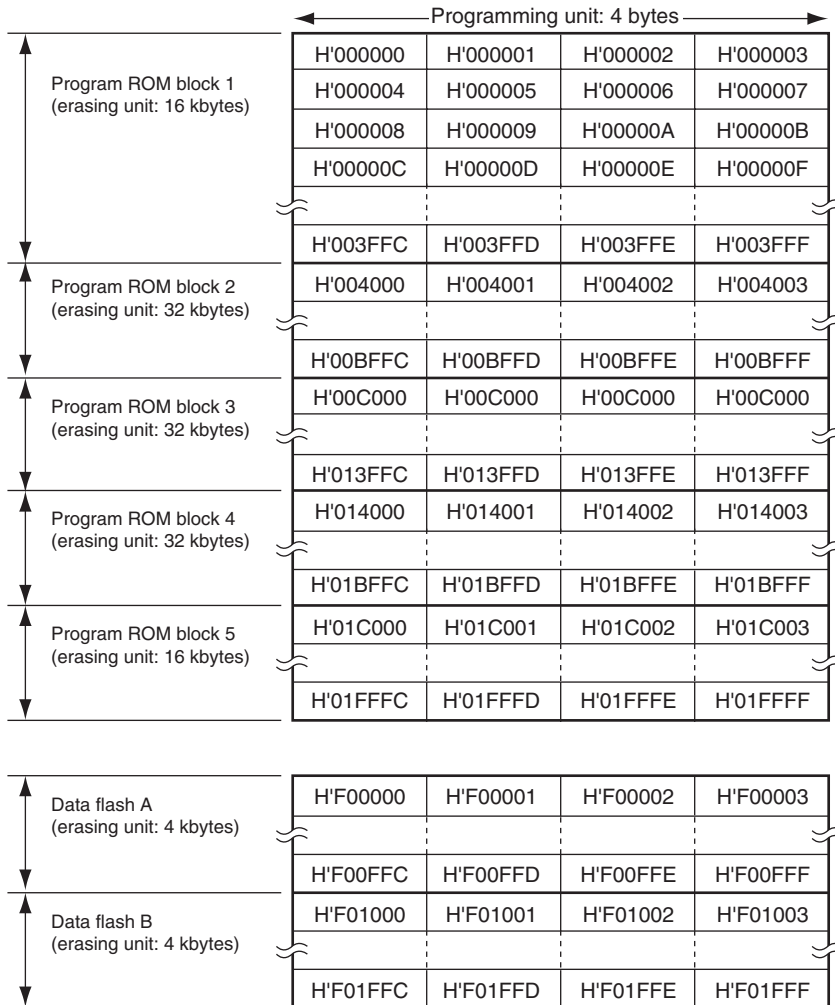 Programming unit: 4 bytes
Program ROM block 1
(erasing unit: 16 kbytes)
H'000000 H'000001 H'000002 H'000003
H'000004 H'000005 H'000006 H'000007
H'000008 H'000009 H'00000A H'00000B
H'00000C H'00000D H'00000E H'00000F
H'003FFC H'003FFD H'003FFE H'003FFF
Program ROM block 2
(erasing unit: 32 kbytes)
H'004000 H'004001 H'004002 H'004003
H'00BFFC H'00BFFD H'00BFFE H'00BFFF
Program ROM block 3
(erasing unit: 32 kbytes)
H'00C000 H'00C000 H'00C000 H'00C000
H'013FFC H'013FFD H'013FFE H'013FFF
Program ROM block 4
(erasing unit: 32 kbytes)
H'014000 H'014001 H'014002 H'014003
H'01BFFC H'01BFFD H'01BFFE H'01BFFF
Program ROM block 5
(erasing unit: 16 kbytes)
H'01C000 H'01C001 H'01C002 H'01C003
H'01FFFC H'01FFFD H'01FFFE H'01FFFF
Data flash A
(erasing unit: 4 kbytes)
H'F00000 H'F00001 H'F00002 H'F00003
H'F00FFC H'F00FFD H'F00FFE H'F00FFF
Data flash B
(erasing unit: 4 kbytes)
H'F01000 H'F01001 H'F01002 H'F01003
H'F01FFC H'F01FFD H'F01FFE H'F01FFF